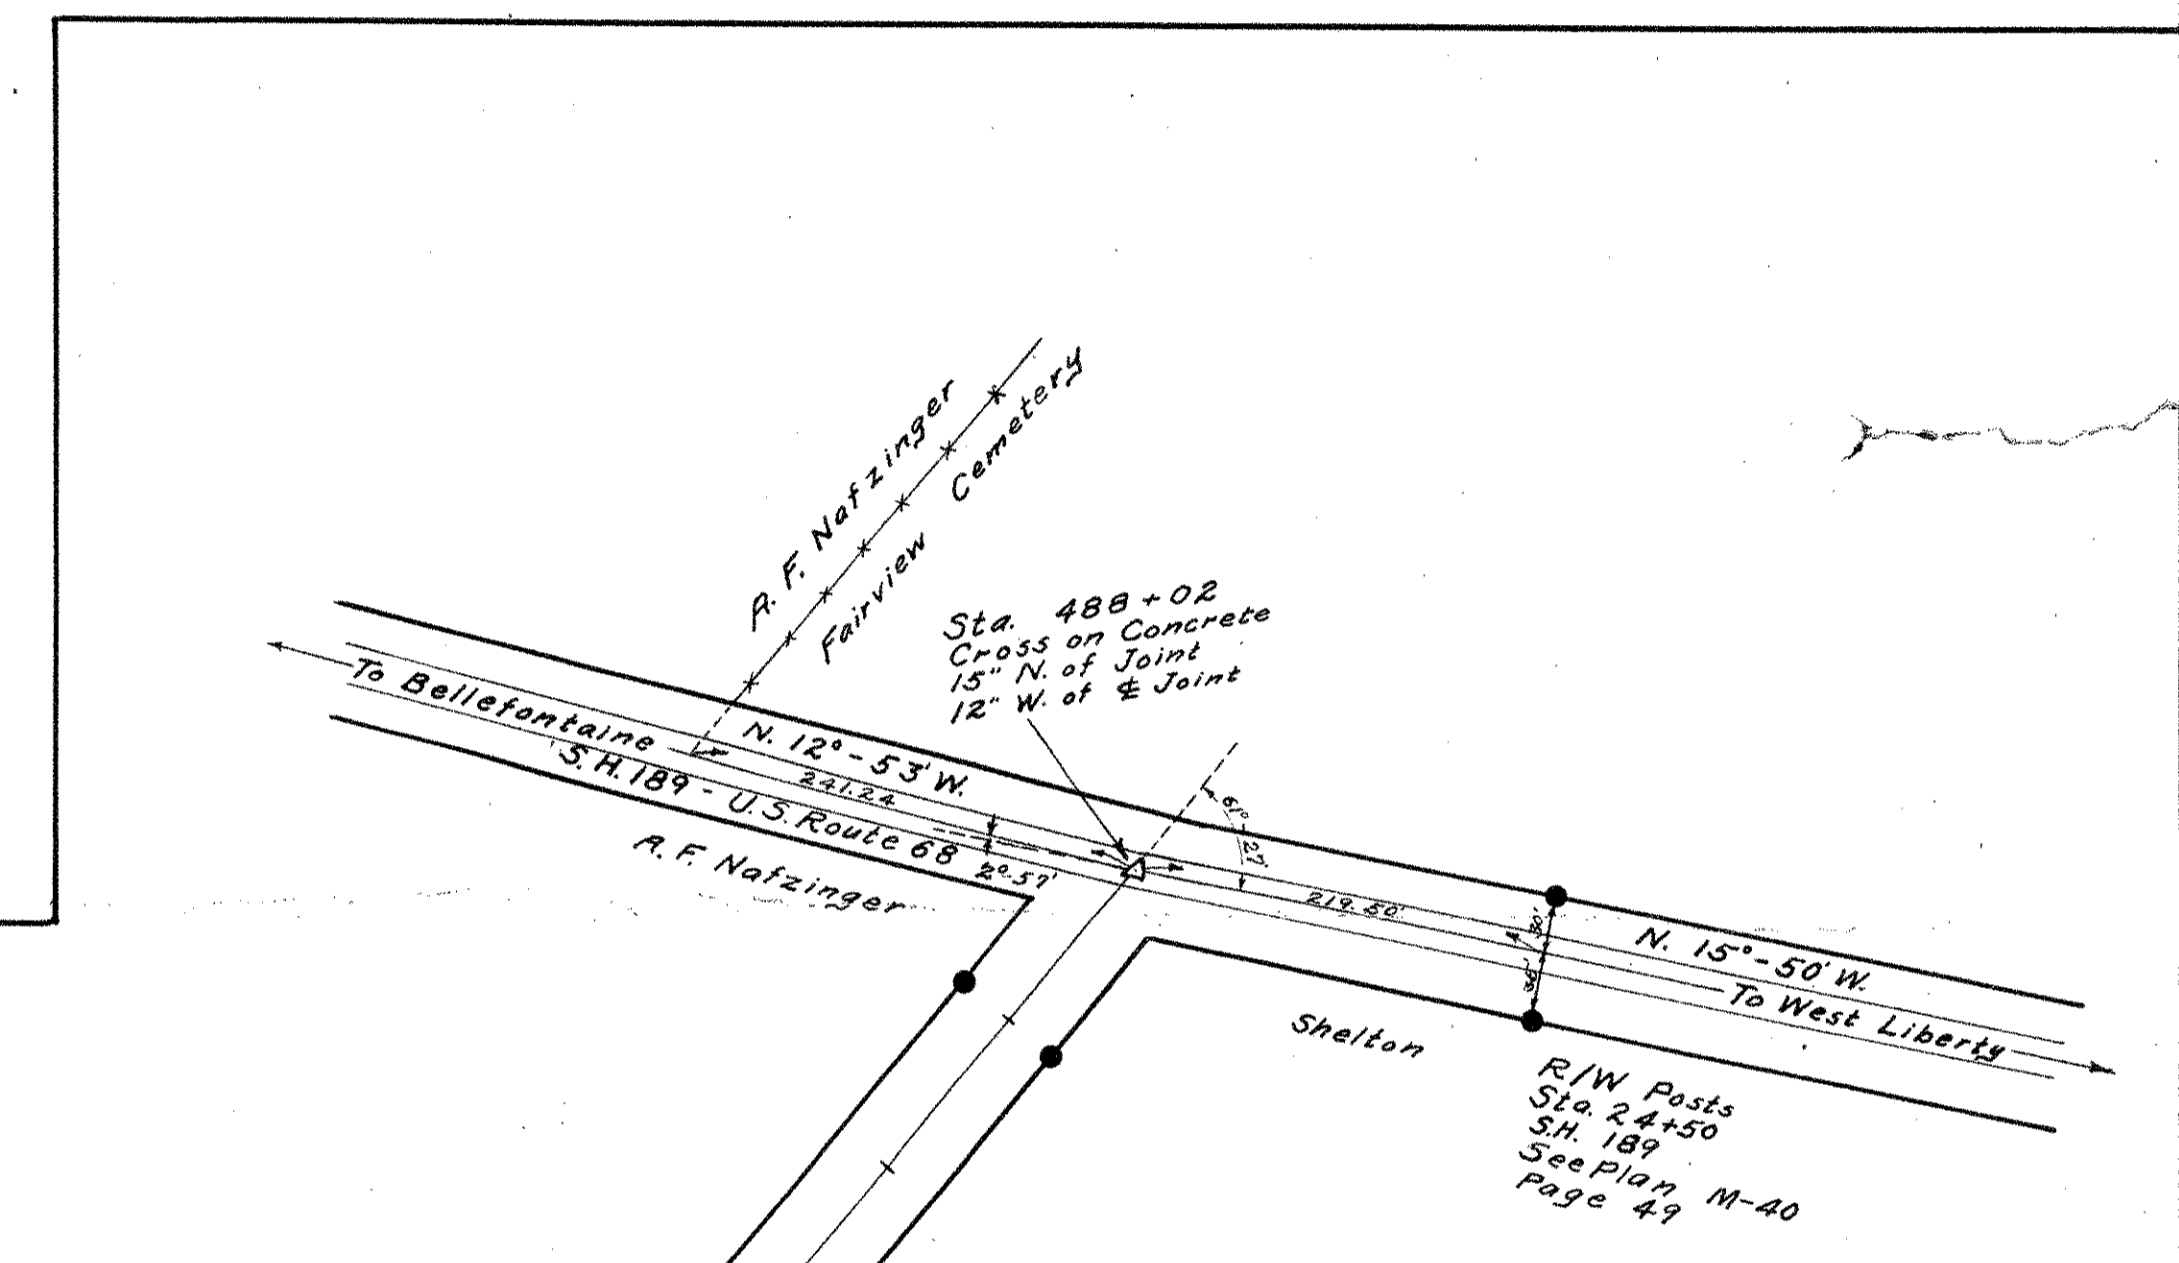 A. F. Nafzinger
Fairview Cemetery
Sta. 488+02
Cross on Concrete
15" N. of Joint
12" W. of ℄ Joint
To Bellefontaine
N. 12°-53' W.
241.24
S.H. 189 - U.S. Route 68
2°-57'
A. F. Nafzinger
61°-27'
219.50'
30'
30'
N. 15°-50' W.
To West Liberty
Shelton
R/W Posts
Sta. 24+50
S.H. 189
See Plan M-40
Page 49